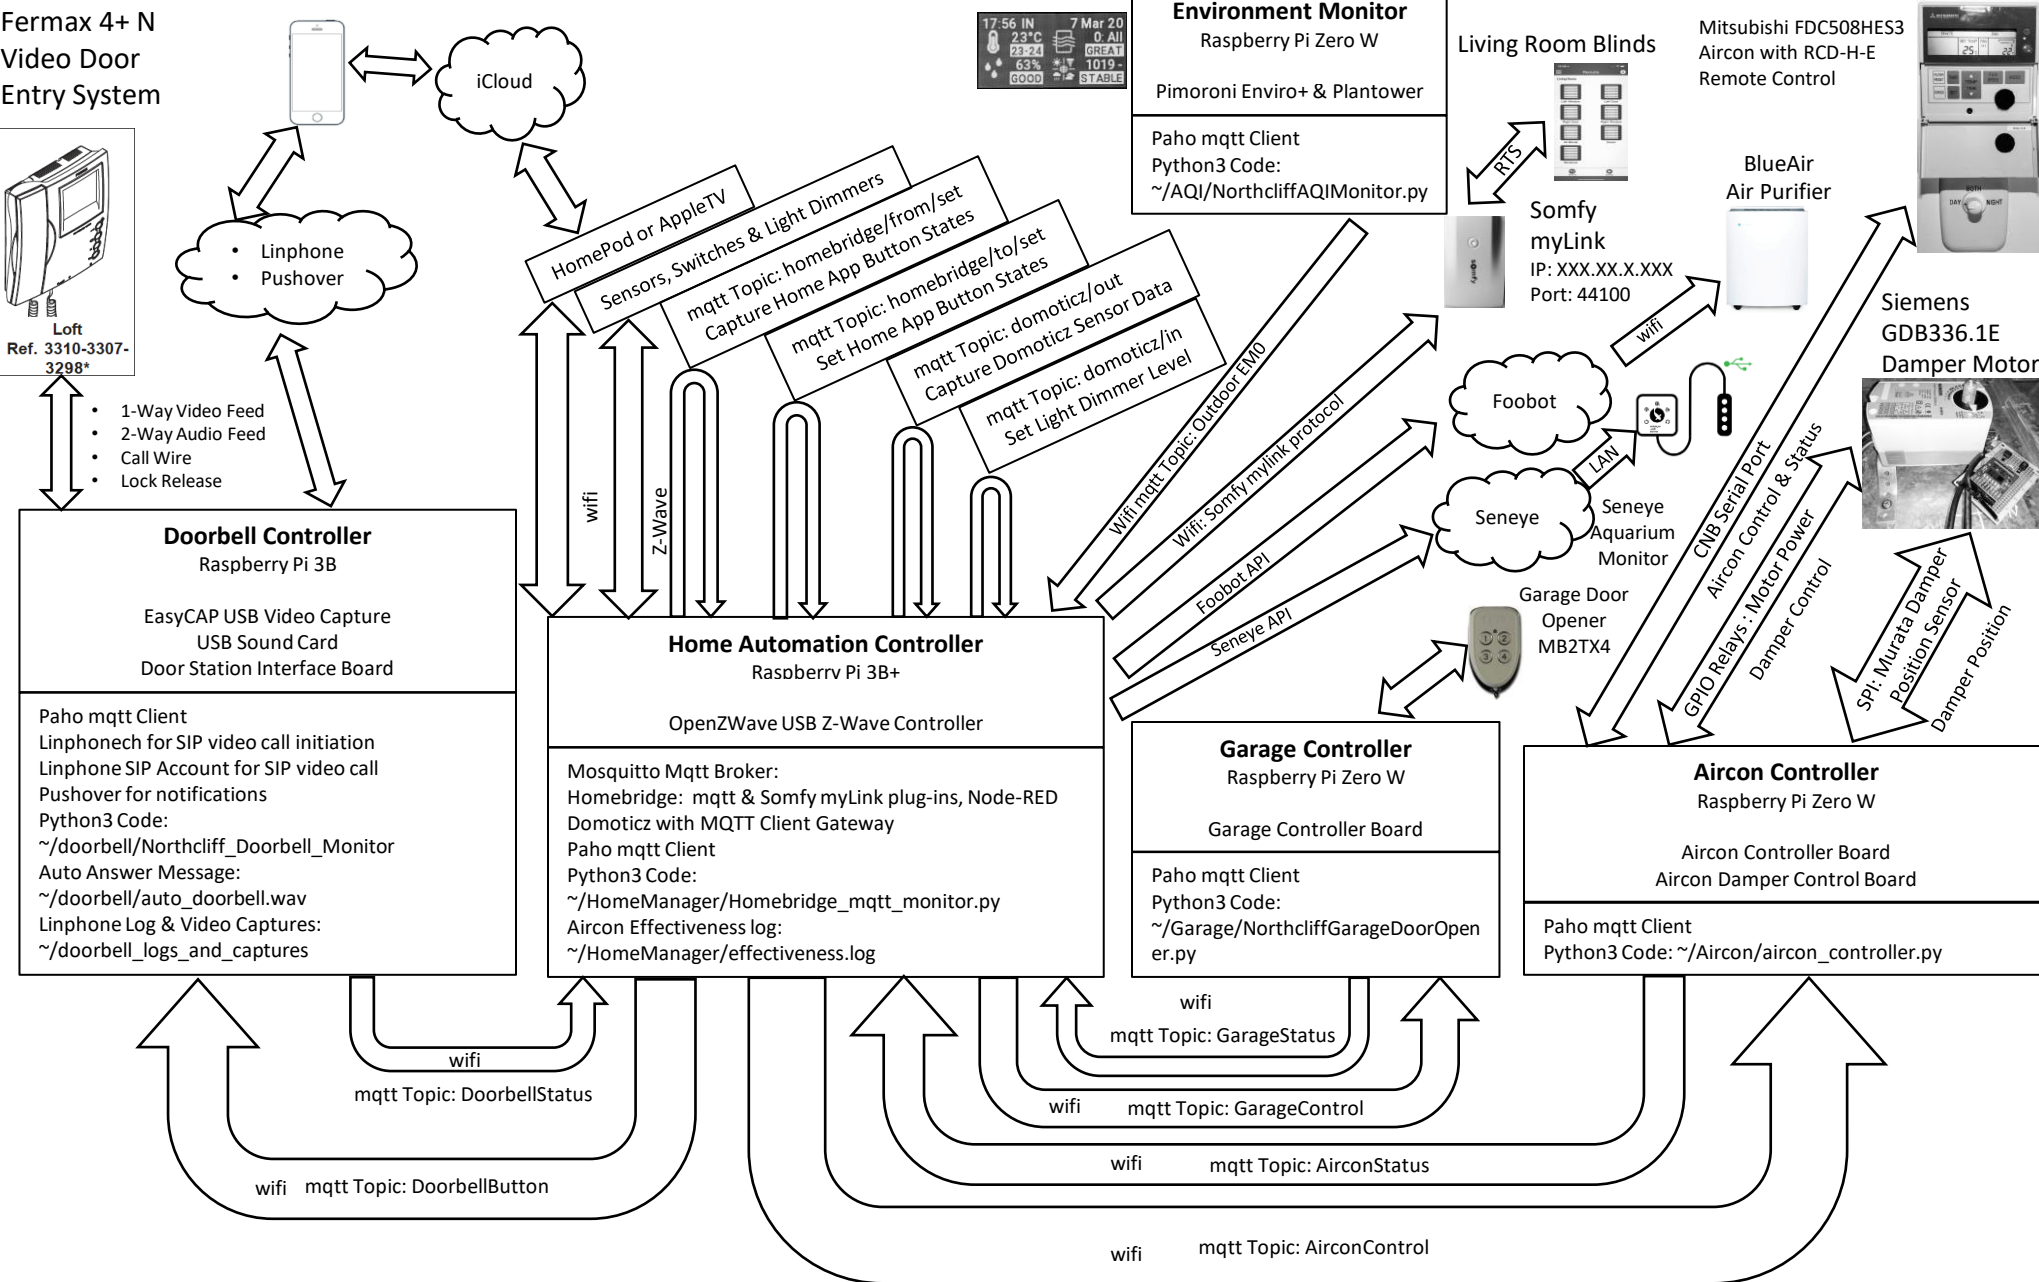 Fermax 4+ N
Video Door
Entry System
Loft
Ref. 3310-3307-
3298*
1-Way Video Feed
2-Way Audio Feed
Call Wire
Lock Release
iCloud
Linphone
Pushover
HomePod or AppleTV
Sensors, Switches & Light Dimmers
mqtt Topic: homebridge/from/set
Capture Home App Button States
mqtt Topic: homebridge/to/set
Set Home App Button States
mqtt Topic: domoticz/out
Capture Domoticz Sensor Data
mqtt Topic: domoticz/in
Set Light Dimmer Level
wifi
Z-Wave
17:56 IN 7 Mar 20
23°C 0: All
23-24 GREAT
63% 1019 -
GOOD STABLE
Environment Monitor
Raspberry Pi Zero W
Pimoroni Enviro+ & Plantower
Paho mqtt Client
Python3 Code:
~/AQI/NorthcliffAQIMonitor.py
Living Room Blinds
RTS
Somfy
myLink
IP: XXX.XX.X.XXX
Port: 44100
BlueAir
Air Purifier
wifi
Mitsubishi FDC508HES3
Aircon with RCD-H-E
Remote Control
BOTH
DAY NIGHT
Siemens
GDB336.1E
Damper Motor
Foobot
LAN
Seneye
Seneye
Aquarium
Monitor
Wifi mqtt Topic: Outdoor EM0
Wifi: Somfy mylink protocol
Foobot API
Seneye API
Garage Door
Opener
MB2TX4
1 2
3 4
CNB Serial Port
Aircon Control & Status
GPIO Relays : Motor Power
Damper Control
SPI: Murata Damper
Position Sensor
Damper Position
Doorbell Controller
Raspberry Pi 3B
EasyCAP USB Video Capture
USB Sound Card
Door Station Interface Board
Paho mqtt Client
Linphonech for SIP video call initiation
Linphone SIP Account for SIP video call
Pushover for notifications
Python3 Code:
~/doorbell/Northcliff_Doorbell_Monitor
Auto Answer Message:
~/doorbell/auto_doorbell.wav
Linphone Log & Video Captures:
~/doorbell_logs_and_captures
Home Automation Controller
Raspberry Pi 3B+
OpenZWave USB Z-Wave Controller
Mosquitto Mqtt Broker:
Homebridge: mqtt & Somfy myLink plug-ins, Node-RED
Domoticz with MQTT Client Gateway
Paho mqtt Client
Python3 Code:
~/HomeManager/Homebridge_mqtt_monitor.py
Aircon Effectiveness log:
~/HomeManager/effectiveness.log
Garage Controller
Raspberry Pi Zero W
Garage Controller Board
Paho mqtt Client
Python3 Code:
~/Garage/NorthcliffGarageDoorOpen
er.py
Aircon Controller
Raspberry Pi Zero W
Aircon Controller Board
Aircon Damper Control Board
Paho mqtt Client
Python3 Code: ~/Aircon/aircon_controller.py
wifi
mqtt Topic: DoorbellStatus
wifi mqtt Topic: DoorbellButton
wifi
mqtt Topic: GarageStatus
wifi mqtt Topic: GarageControl
wifi mqtt Topic: AirconStatus
wifi mqtt Topic: AirconControl